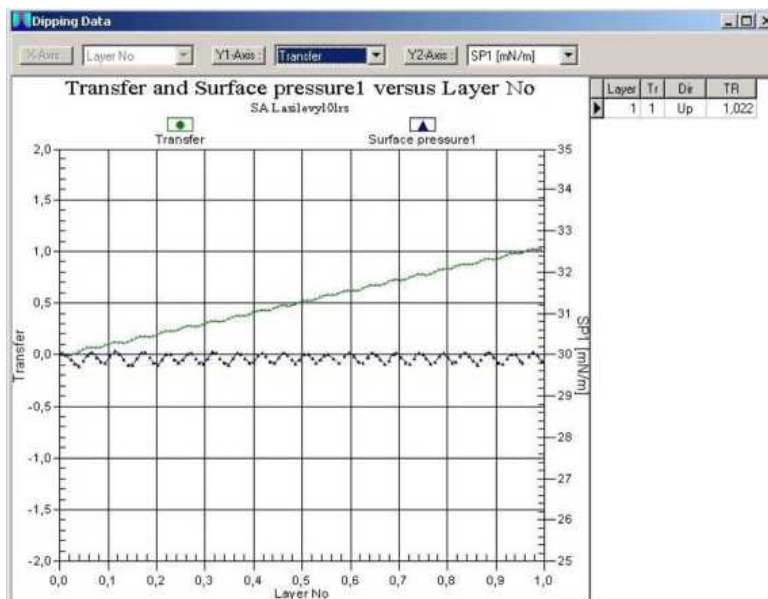 Dipping Data
X-Axis: Layer No Y1-Axis: Transfer Y2-Axis: SP1 [mN/m]
Transfer and Surface pressure1 versus Layer No
SA Lasilevyl0lrs
Transfer Surface pressure1
Layer Tr Dir TR
1 1 Up 1,022
2,0 35
34
1,5
33
1,0
32
0,5
31
0,0 30
-0,5
29
-1,0
28
27
-1,5
26
-2,0 25
Transfer
SP1 [mN/m]
0,0 0,1 0,2 0,3 0,4 0,5 0,6 0,7 0,8 0,9 1,0
Layer No